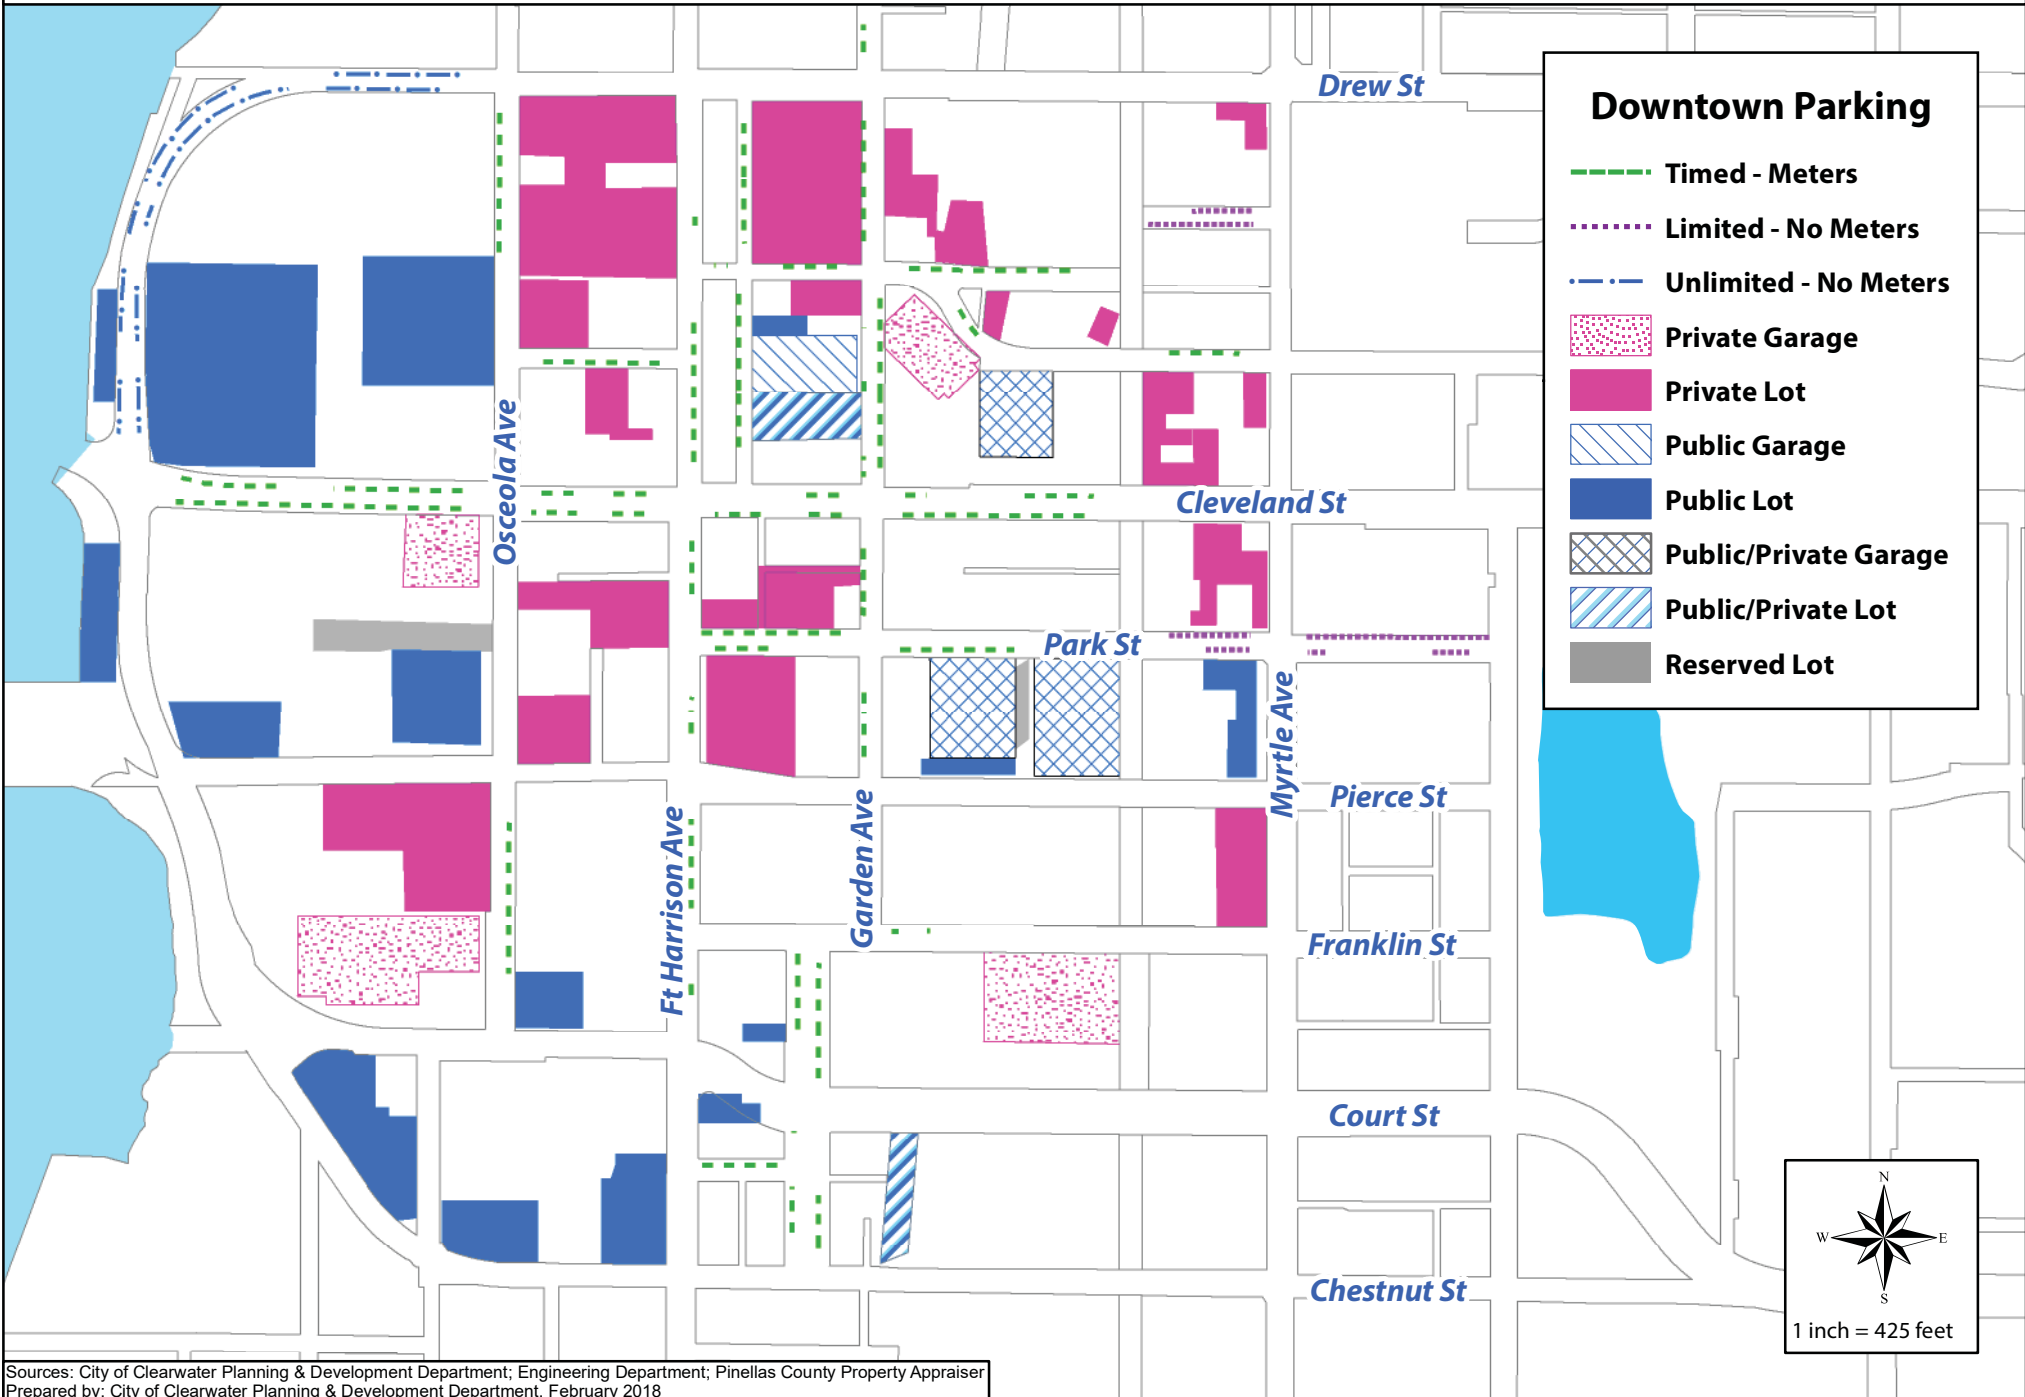 Drew St
Downtown Parking
Timed - Meters
Limited - No Meters
Unlimited - No Meters
Private Garage
Private Lot
Public Garage
Public Lot
Public/Private Garage
Public/Private Lot
Reserved Lot
Osceola Ave
Cleveland St
Park St
Myrtle Ave
Pierce St
Ft Harrison Ave
Garden Ave
Franklin St
Court St
Chestnut St
N
W
E
S
1 inch = 425 feet
Sources: City of Clearwater Planning & Development Department; Engineering Department; Pinellas County Property Appraiser
Prepared by: City of Clearwater Planning & Development Department, February 2018